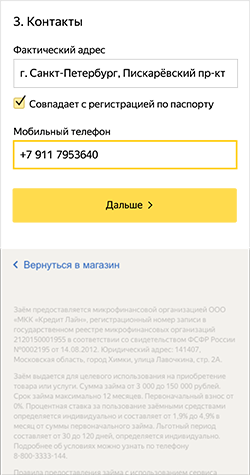 3. Контакты
Фактический адрес
г. Санкт-Петербург, Пискарёвский пр-кт
Совпадает с регистрацией по паспорту
Мобильный телефон
+7 911 7953640
Дальше >
< Вернуться в магазин
Заём предоставляется микрофинансовой организацией ООО
«МКК «Кредит Лайн», регистрационный номер записи в
государственном реестре микрофинансовых организаций
2120150001955 в соответствии со свидетельством ФСФР России
№0002195 от 14.08.2012. Юридический адрес: 141407,
Московская область, город Химки, улица Лавочкина, стр. 2А.
Заём выдается для целевого использования на приобретение
товара или услуги. Сумма займа от 3 000 до 150 000 рублей.
Срок займа максимально 12 месяцев. Первоначальный взнос от
0%. Процентная ставка за пользование заёмными средствами
определяется индивидуально и составляет от 1.9% до 4.9% в
месяц от суммы первоначального займа. Льготный период
составляет от 30 до 120 дней, определяется индивидуально.
Подробнее об условиях можно узнать по телефону
8-800-3333-144.
Правила предоставления займа с использованием сервиса